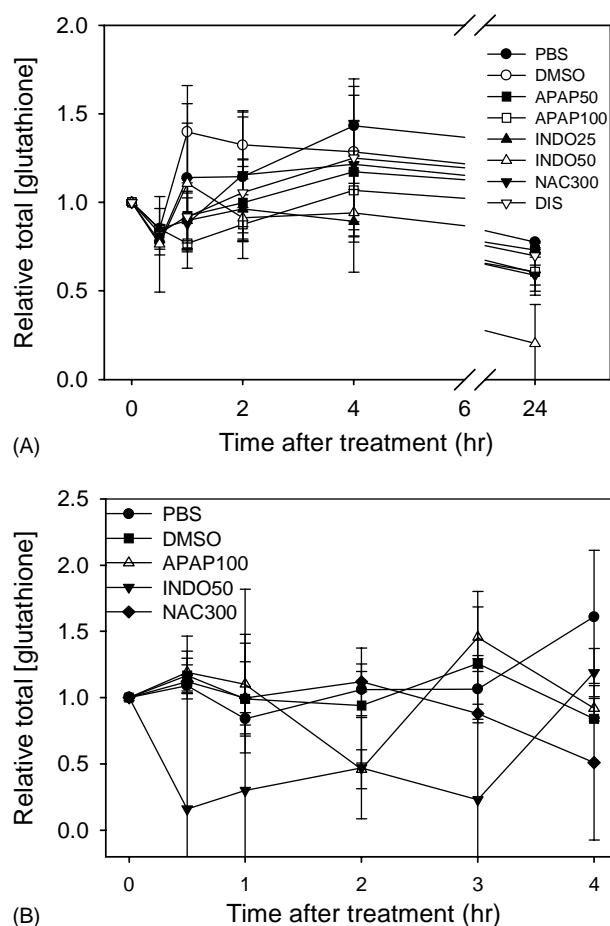 2.0
1.5
1.0
0.5
0.0
Relative total [glutathione]
PBS
DMSO
APAP50
APAP100
INDO25
INDO50
NAC300
DIS
0 2 4 6 24
Time after treatment (hr)
(A)
2.5
2.0
1.5
1.0
0.5
0.0
Relative total [glutathione]
PBS
DMSO
APAP100
INDO50
NAC300
0 1 2 3 4
Time after treatment (hr)
(B)